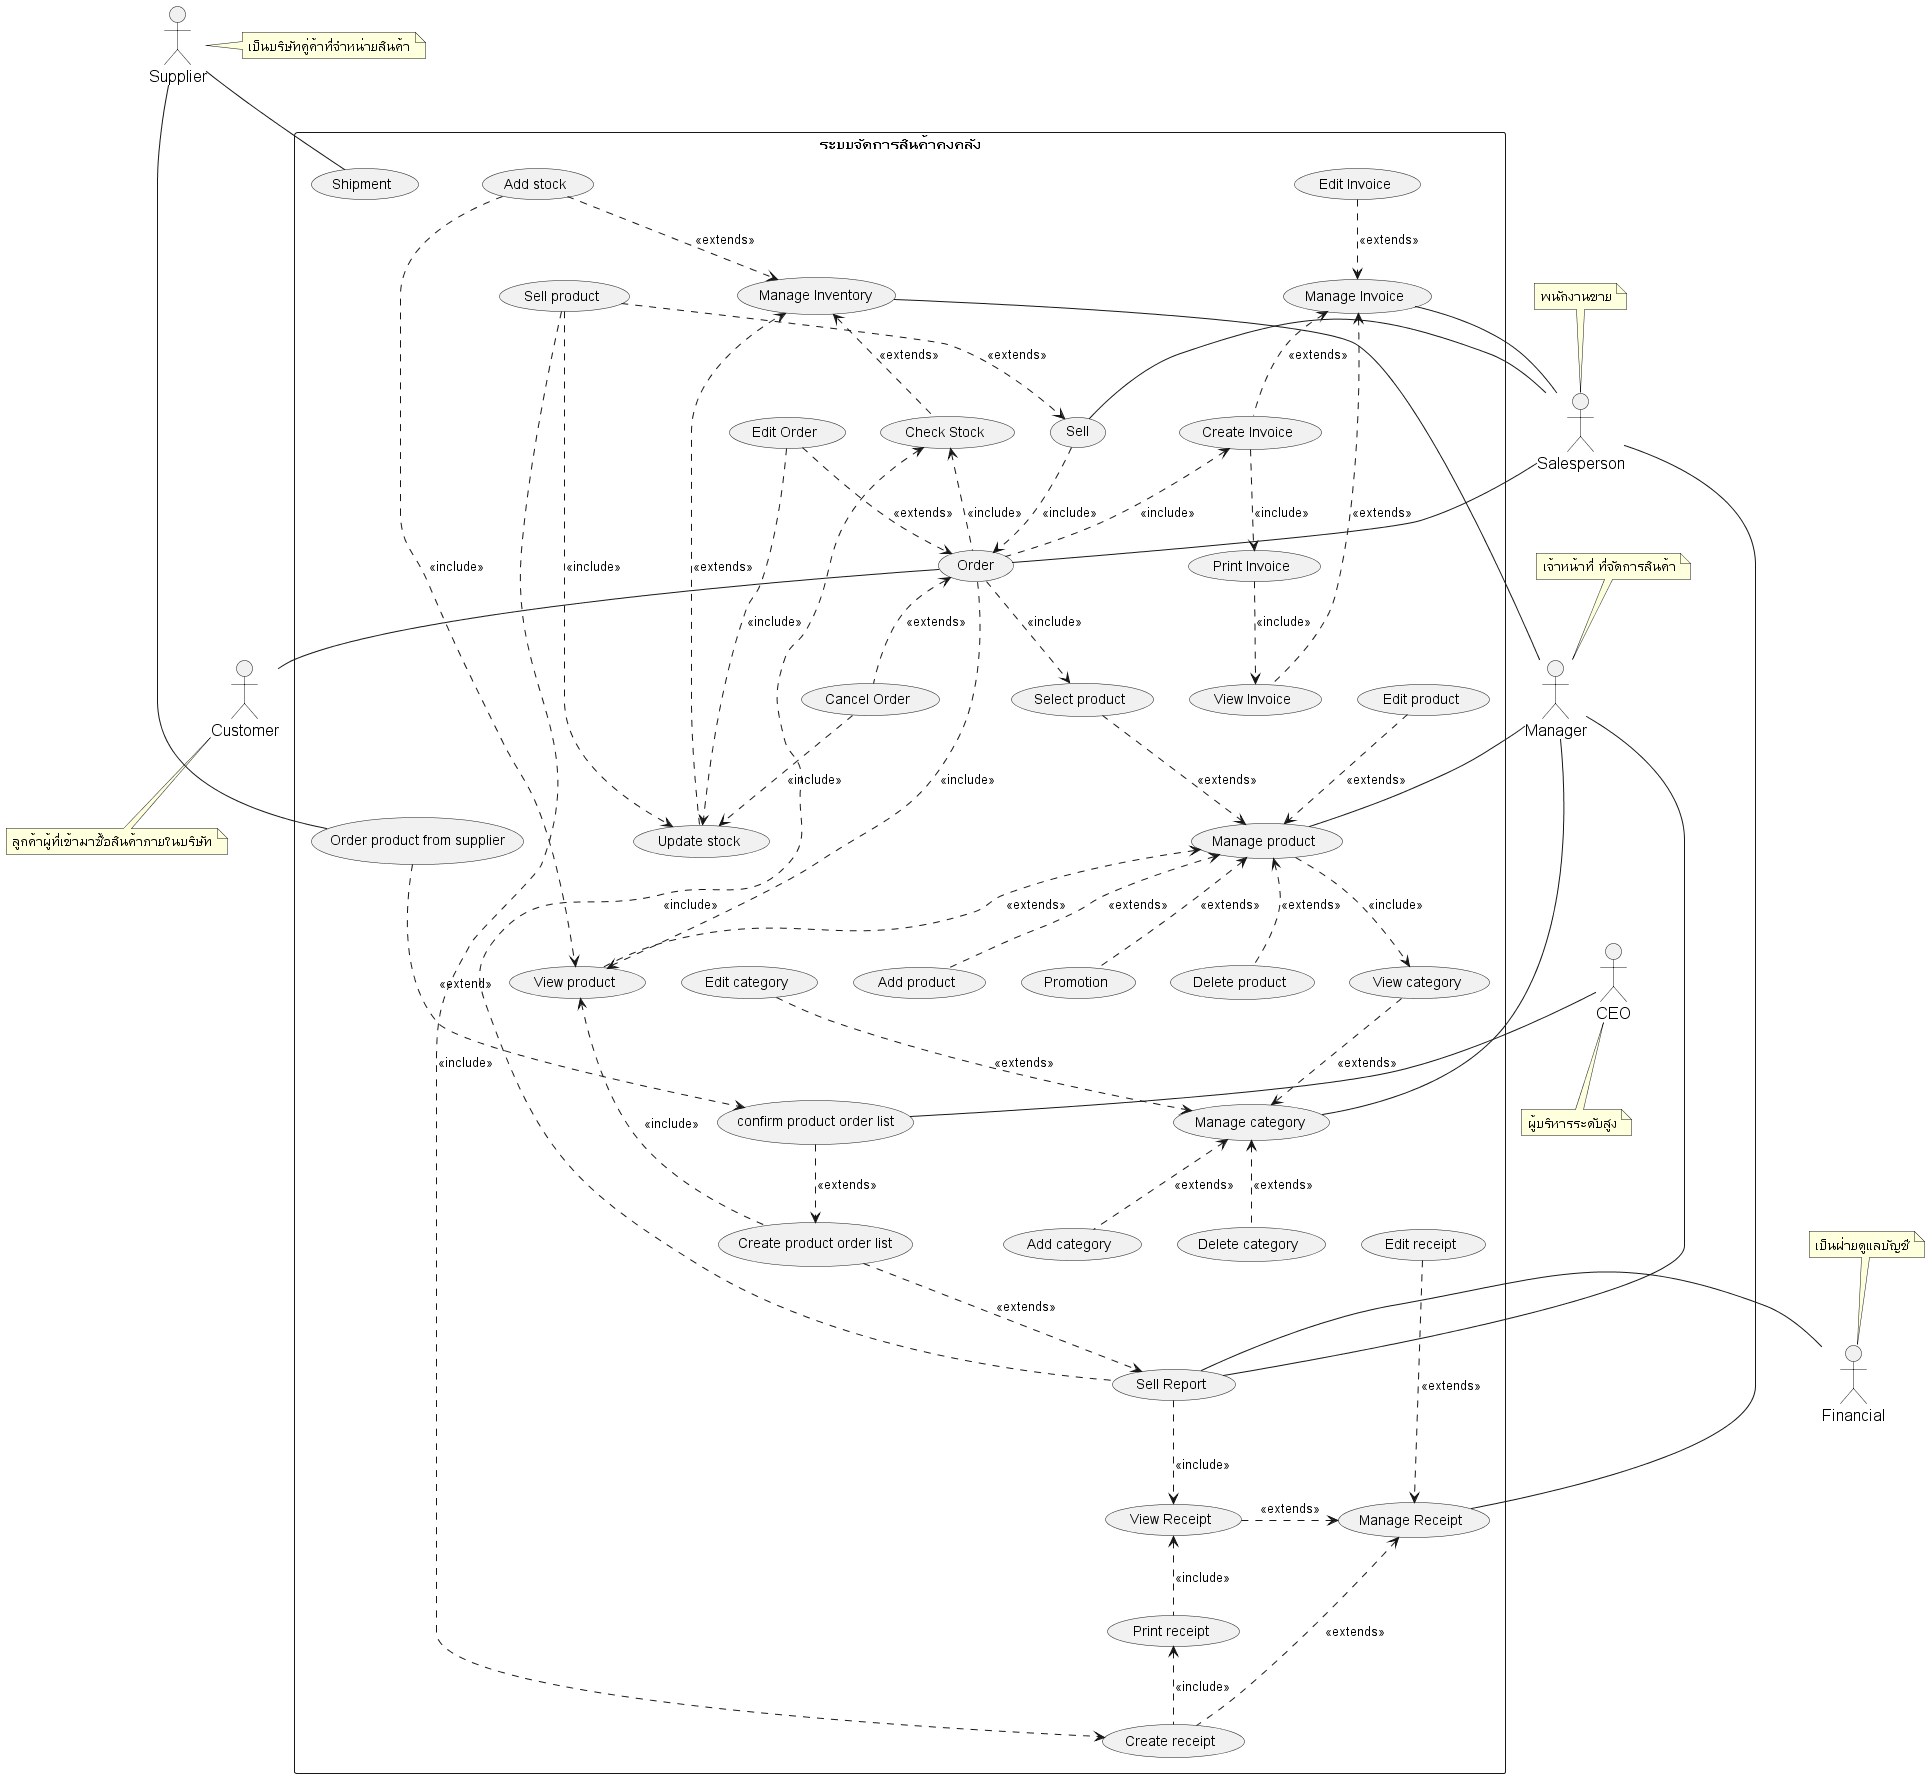 Supplier
เป็นบริษัทคู่ค้าที่จำหน่ายสินค้า
ระบบจัดการสินค้าคงคลัง
Shipment
Add stock
Edit Invoice
«extends»
«extends»
Sell product
Manage Inventory
Manage Invoice
พนักงานขาย
«extends»
«extends»
«extends»
Edit Order
Check Stock
Sell
Create Invoice
Salesperson
«extends»
«include»
«include»
«include»
«include»
«extends»
«include»
«include»
«extends»
Order
Print Invoice
เจ้าหน้าที่ ที่จัดการสินค้า
«include»
«extends»
«include»
«include»
Customer
Cancel Order
Select product
View Invoice
Edit product
Manager
«include»
«include»
«extends»
«extends»
ลูกค้าผู้ที่เข้ามาซื้อสินค้าภายในบริษัท
Order product from supplier
Update stock
Manage product
«include»
«extends»
«extends»
«extends»
«extends»
«include»
«extend»
View product
Edit category
Add product
Promotion
Delete product
View category
CEO
«include»
«extends»
«extends»
ผู้บริหารระดับสูง
confirm product order list
Manage category
«include»
«extends»
«extends»
«extends»
Create product order list
Add category
Delete category
Edit receipt
เป็นฝ่ายดูแลบัญชี
«extends»
Sell Report
«extends»
Financial
«include»
«extends»
View Receipt
Manage Receipt
«include»
Print receipt
«extends»
«include»
Create receipt